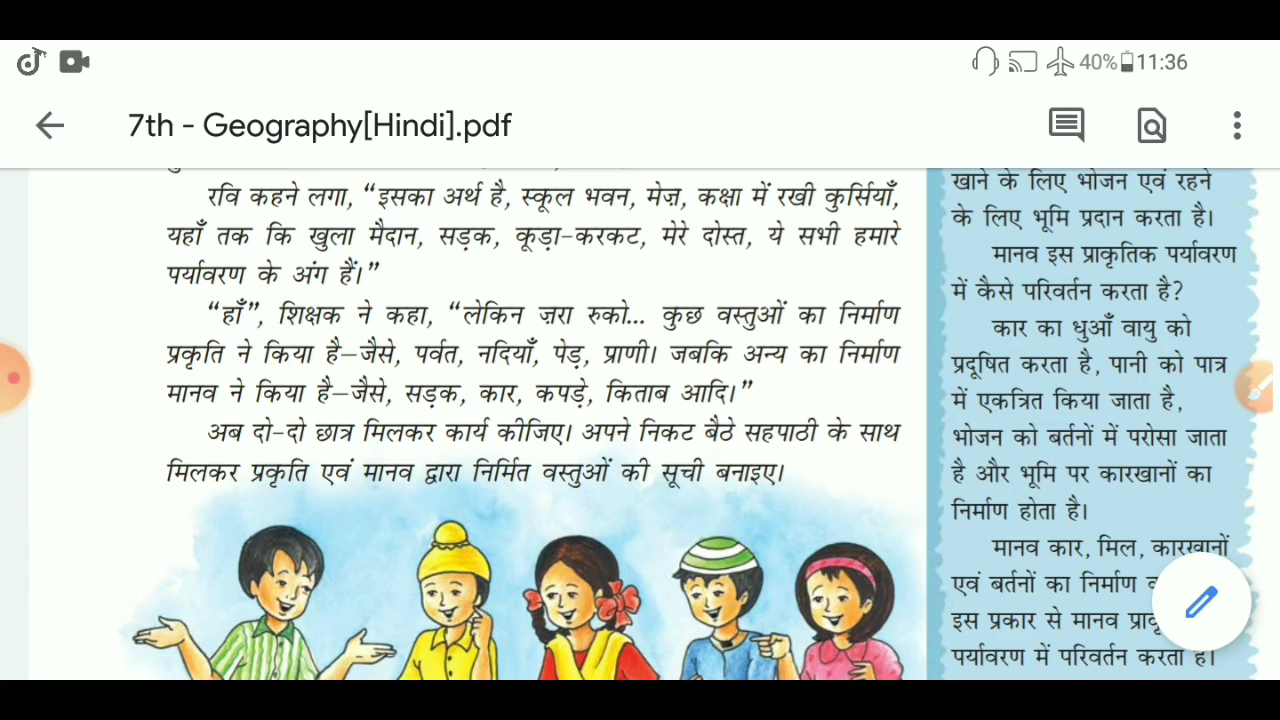 40% 11:36
7th - Geography[Hindi].pdf
रवि कहने लगा, “इसका अर्थ है, स्कूल भवन, मेज़, कक्षा में रखी कुर्सियाँ,
यहाँ तक कि खुला मैदान, सड़क, कूड़ा-करकट, मेरे दोस्त, ये सभी हमारे
पर्यावरण के अंग हैं।”
“हाँ”, शिक्षक ने कहा, “लेकिन ज़रा रुको... कुछ वस्तुओं का निर्माण
प्रकृति ने किया है–जैसे, पर्वत, नदियाँ, पेड़, प्राणी। जबकि अन्य का निर्माण
मानव ने किया है–जैसे, सड़क, कार, कपड़े, किताब आदि।”
अब दो-दो छात्र मिलकर कार्य कीजिए। अपने निकट बैठे सहपाठी के साथ
मिलकर प्रकृति एवं मानव द्वारा निर्मित वस्तुओं की सूची बनाइए।
खाने के लिए भोजन एवं रहने
के लिए भूमि प्रदान करता है।
मानव इस प्राकृतिक पर्यावरण
में कैसे परिवर्तन करता है?
कार का धुआँ वायु को
प्रदूषित करता है, पानी को पात्र
में एकत्रित किया जाता है,
भोजन को बर्तनों में परोसा जाता
है और भूमि पर कारखानों का
निर्माण होता है।
मानव कार, मिल, कारखानों
एवं बर्तनों का निर्माण
इस प्रकार से मानव
पर्यावरण में परिवर्तन करता है।